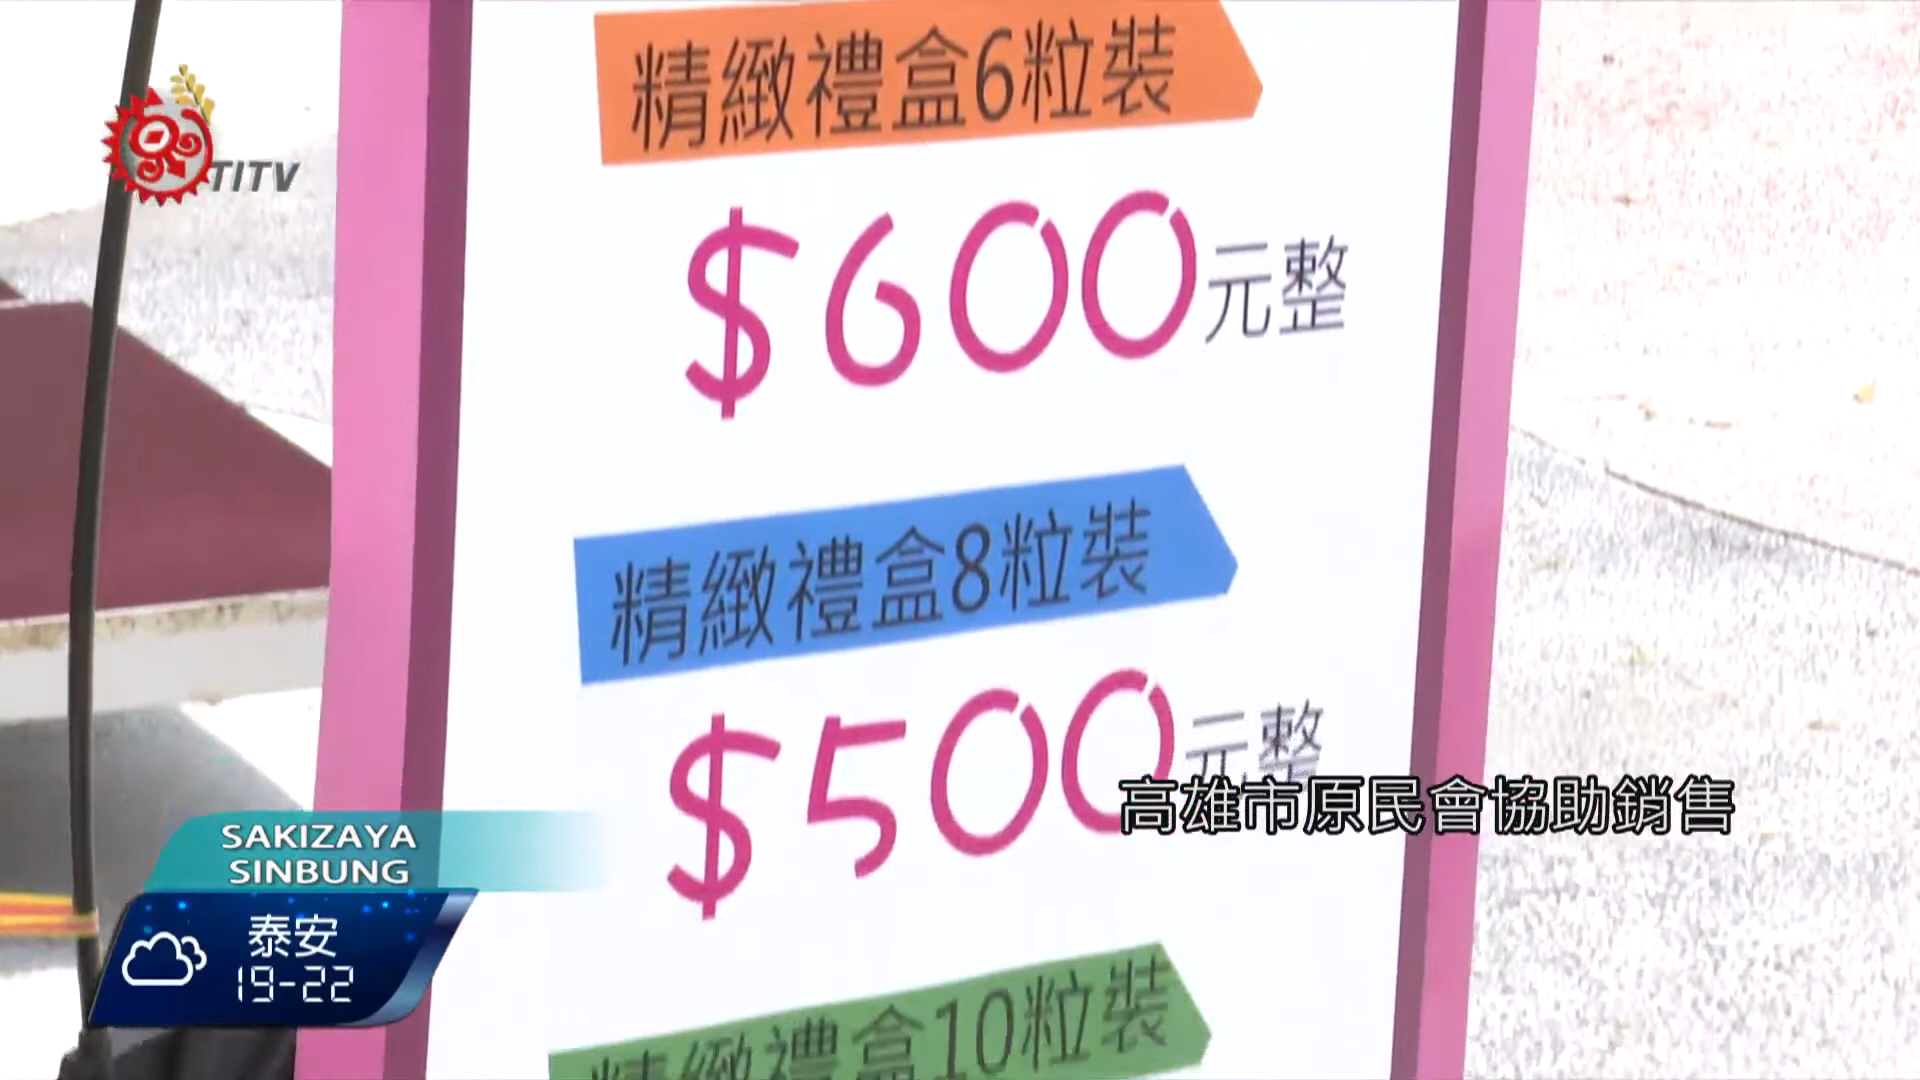 精緻禮盒6粒裝
TITV
$600元整
精緻禮盒8粒裝
$500元整
高雄市原民會協助銷售
SAKIZAYA
SINBUNG
泰安
19-22
精緻禮盒10粒裝